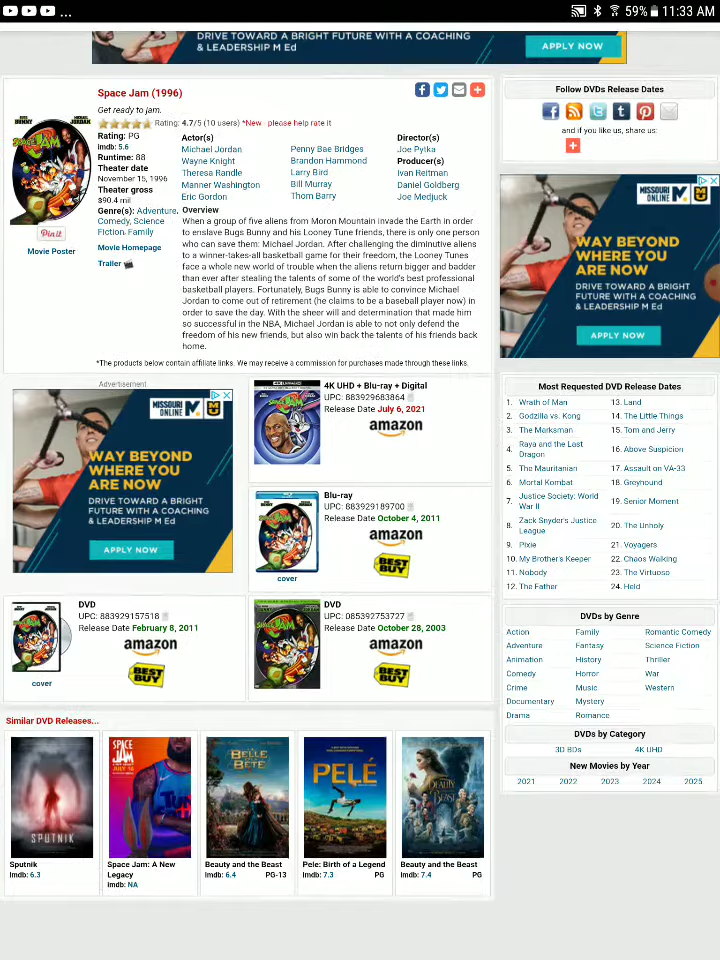 ... 59% 11:33 AM
DRIVE TOWARD A BRIGHT FUTURE WITH A COACHING
& LEADERSHIP M Ed
APPLY NOW
Space Jam (1996)
Get ready to jam.
Rating: 4.7/5 (10 users) *New - please help rate it
BUGS BUNNY MICHAEL JORDAN
SPACE JAM
Pin it
Movie Poster
Rating: PG
Imdb: 5.6
Runtime: 88
Theater date
November 15, 1996
Theater gross
$90.4 mil
Genre(s): Adventure,
Comedy, Science
Fiction, Family
Movie Homepage
Trailer
Actor(s)
Michael Jordan
Wayne Knight
Theresa Randle
Manner Washington
Eric Gordon
Penny Bae Bridges
Brandon Hammond
Larry Bird
Bill Murray
Thom Barry
Director(s)
Joe Pytka
Producer(s)
Ivan Reitman
Daniel Goldberg
Joe Medjuck
Overview
When a group of five aliens from Moron Mountain invade the Earth in order
to enslave Bugs Bunny and his Looney Tune friends, there is only one person
who can save them: Michael Jordan. After challenging the diminutive aliens
to a winner-takes-all basketball game for their freedom, the Looney Tunes
face a whole new world of trouble when the aliens return bigger and badder
than ever after stealing the talents of some of the world's best professional
basketball players. Fortunately, Bugs Bunny is able to convince Michael
Jordan to come out of retirement (he claims to be a baseball player now) in
order to save the day. With the sheer will and determination that made him
so successful in the NBA, Michael Jordan is able to not only defend the
freedom of his new friends, but also win back the talents of his friends back
home.
*The products below contain affiliate links. We may receive a commission for purchases made through these links.
Advertisement
MISSOURI
ONLINE
WAY BEYOND
WHERE YOU
ARE NOW
DRIVE TOWARD A BRIGHT
FUTURE WITH A COACHING
& LEADERSHIP M Ed
APPLY NOW
4K UHD + Blu-ray + Digital
UPC: 883929683864
Release Date July 6, 2021
amazon
Blu-ray
UPC: 883929189700
Release Date October 4, 2011
amazon
BEST
BUY
cover
DVD
UPC: 883929157518
Release Date February 8, 2011
amazon
BEST
BUY
cover
DVD
UPC: 085392753727
Release Date October 28, 2003
amazon
BEST
BUY
Similar DVD Releases...
SPUTNIK
Sputnik
Imdb: 6.3
SPACE
JAM
JULY 16
Space Jam: A New
Legacy
Imdb: NA
LA
BELLE
BÊTE
Beauty and the Beast
Imdb: 6.4 PG-13
PELÉ
Pele: Birth of a Legend
Imdb: 7.3 PG
Beauty and the Beast
Imdb: 7.4 PG
Follow DVDs Release Dates
and if you like us, share us:
MISSOURI
ONLINE
WAY BEYOND
WHERE YOU
ARE NOW
DRIVE TOWARD A BRIGHT
FUTURE WITH A COACHING
& LEADERSHIP M Ed
APPLY NOW
Most Requested DVD Release Dates
1. Wrath of Man
2. Godzilla vs. Kong
3. The Marksman
4. Raya and the Last
Dragon
5. The Mauritanian
6. Mortal Kombat
7. Justice Society: World
War II
8. Zack Snyder's Justice
League
9. Pixie
10. My Brother's Keeper
11. Nobody
12. The Father
13. Land
14. The Little Things
15. Tom and Jerry
16. Above Suspicion
17. Assault on VA-33
18. Greyhound
19. Senior Moment
20. The Unholy
21. Voyagers
22. Chaos Walking
23. The Virtuoso
24. Held
DVDs by Genre
Action Family Romantic Comedy
Adventure Fantasy Science Fiction
Animation History Thriller
Comedy Horror War
Crime Music Western
Documentary Mystery
Drama Romance
DVDs by Category
3D BDs 4K UHD
New Movies by Year
2021 2022 2023 2024 2025